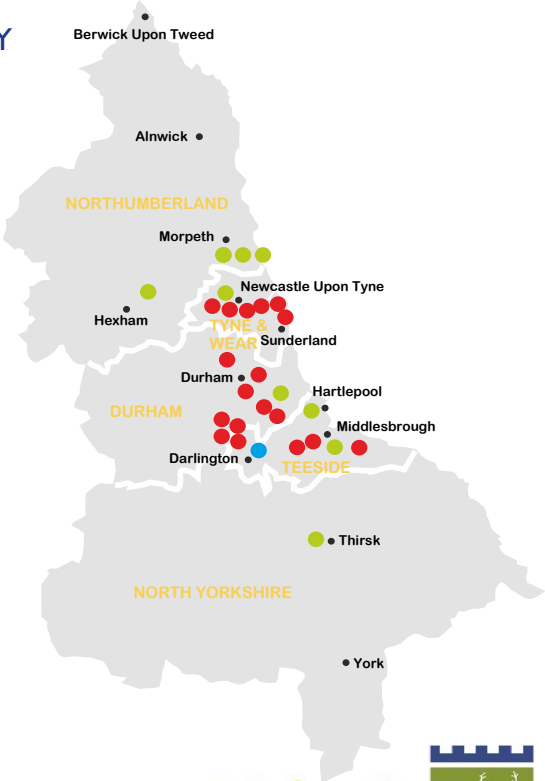 Y
Berwick Upon Tweed
Alnwick
NORTHUMBERLAND
Morpeth
Newcastle Upon Tyne
Hexham
TYNE &
WEAR
Sunderland
Durham
Hartlepool
DURHAM
Middlesbrough
Darlington
TEESIDE
Thirsk
NORTH YORKSHIRE
York